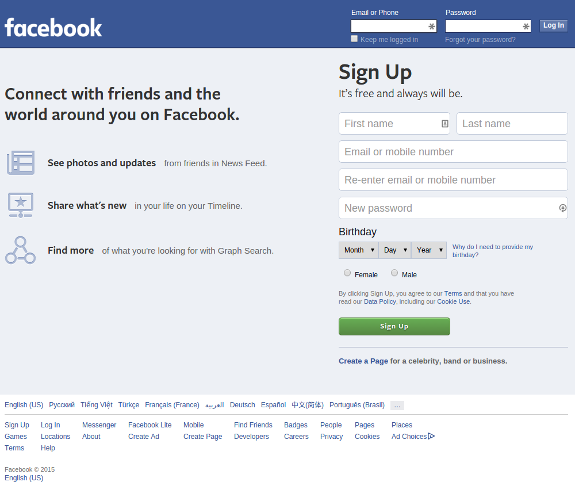 facebook
Email or Phone
Password
Keep me logged in
Forgot your password?
Log In
Connect with friends and the
world around you on Facebook.
See photos and updates from friends in News Feed.
Share what's new in your life on your Timeline.
Find more of what you're looking for with Graph Search.
Sign Up
It's free and always will be.
First name
Last name
Email or mobile number
Re-enter email or mobile number
New password
Birthday
Month Day Year
Why do I need to provide my
birthday?
Female Male
By clicking Sign Up, you agree to our Terms and that you have
read our Data Policy, including our Cookie Use.
Sign Up
Create a Page for a celebrity, band or business.
English (US) Русский Tiếng Việt Türkçe Français (France) العربية Deutsch Español 中文(简体) Português (Brasil) ...
Sign Up Log In Messenger Facebook Lite Mobile Find Friends Badges People Pages Places
Games Locations About Create Ad Create Page Developers Careers Privacy Cookies Ad Choices
Terms Help
Facebook © 2015
English (US)